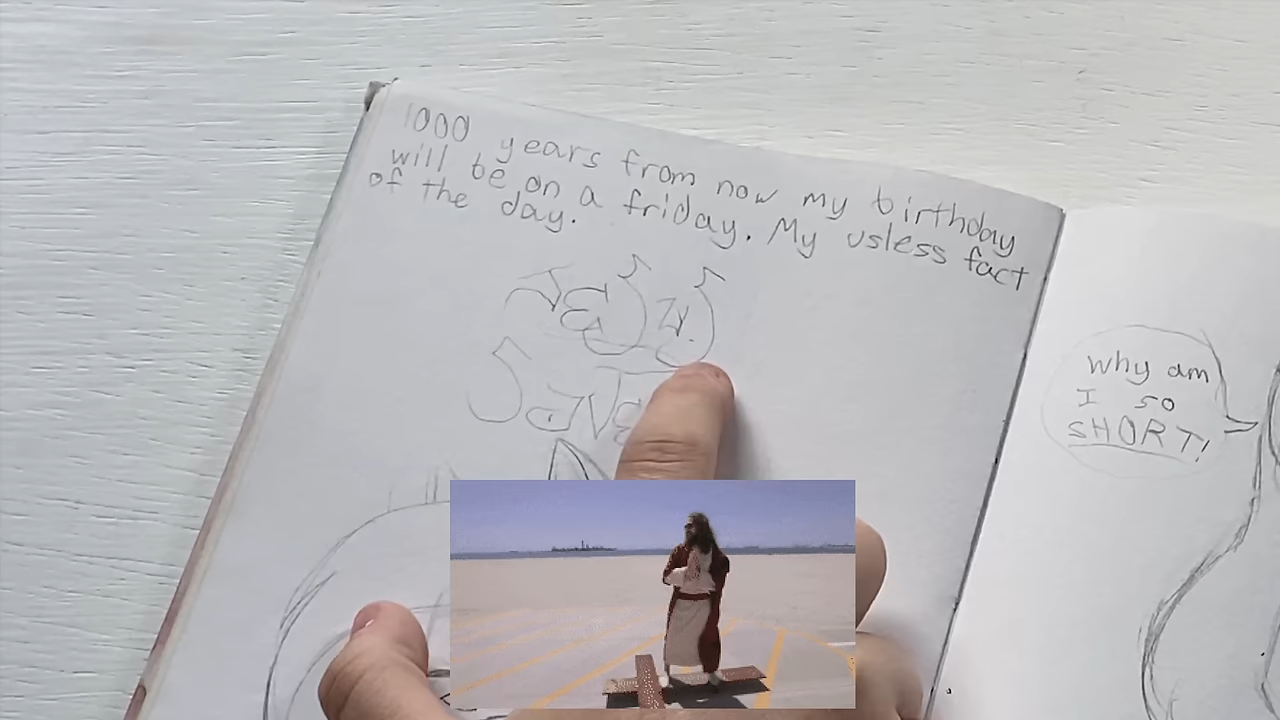 1000 years from now my birthday
will be on a friday. My usless fact
of the day.
JESUS
why am
I so
SHORT!